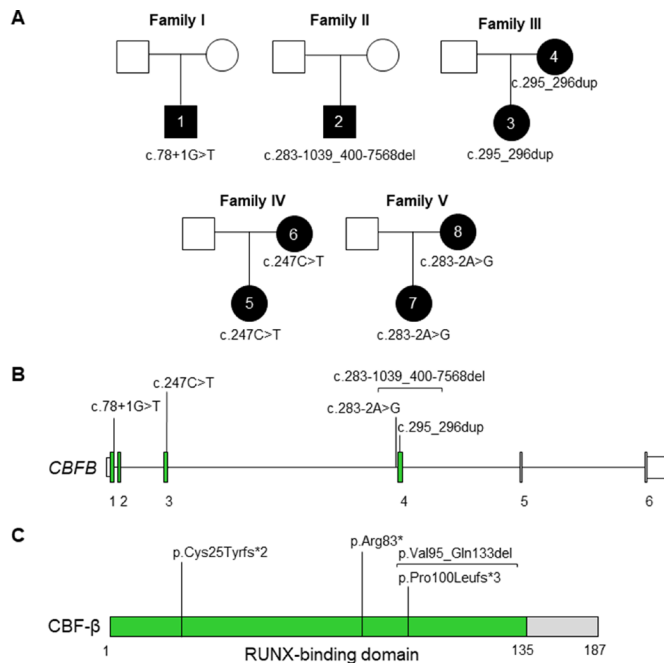 A
Family I
Family II
Family III
4
c.295_296dup
1
2
3
c.78+1G>T
c.283-1039_400-7568del
c.295_296dup
Family IV
Family V
6
8
c.247C>T
c.283-2A>G
5
7
c.247C>T
c.283-2A>G
B
c.283-1039_400-7568del
c.247C>T
c.78+1G>T
c.283-2A>G
c.295_296dup
CBFB
1 2 3 4 5 6
C
p.Arg83*
p.Cys25Tyrfs*2
p.Val95_Gln133del
p.Pro100Leufs*3
CBF-β
1 RUNX-binding domain 135 187